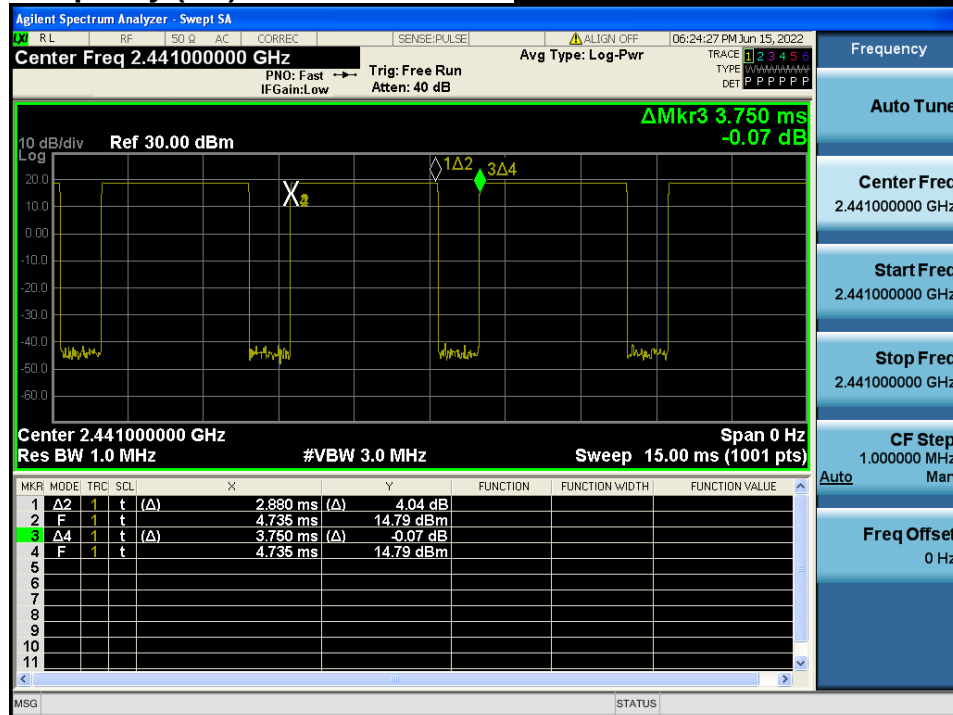 Agilent Spectrum Analyzer - Swept SA
RL RF 50 Ω AC CORREC SENSE:PULSE ALIGN OFF 06:24:27 PM Jun 15, 2022
Center Freq 2.441000000 GHz
PNO: Fast Trig: Free Run
IFGain:Low Atten: 40 dB
Avg Type: Log-Pwr
TRACE 1 2 3 4 5 6
TYPE WWWWWW
DET P P P P P P
ΔMkr3 3.750 ms
-0.07 dB
10 dB/div Ref 30.00 dBm
Log
1Δ2 3Δ4
20.0
10.0
0.00
-10.0
-20.0
-30.0
-40.0
-50.0
-60.0
Center 2.441000000 GHz Span 0 Hz
Res BW 1.0 MHz #VBW 3.0 MHz Sweep 15.00 ms (1001 pts)
MKR MODE TRC SCL X Y FUNCTION FUNCTION WIDTH FUNCTION VALUE
1 Δ2 1 t (Δ) 2.880 ms (Δ) 4.04 dB
2 F 1 t 4.735 ms 14.79 dBm
3 Δ4 1 t (Δ) 3.750 ms (Δ) -0.07 dB
4 F 1 t 4.735 ms 14.79 dBm
5
6
7
8
9
10
11
MSG STATUS
Frequency
Auto Tune
Center Freq
2.441000000 GHz
Start Freq
2.441000000 GHz
Stop Freq
2.441000000 GHz
CF Step
1.000000 MHz
Auto Man
Freq Offset
0 Hz